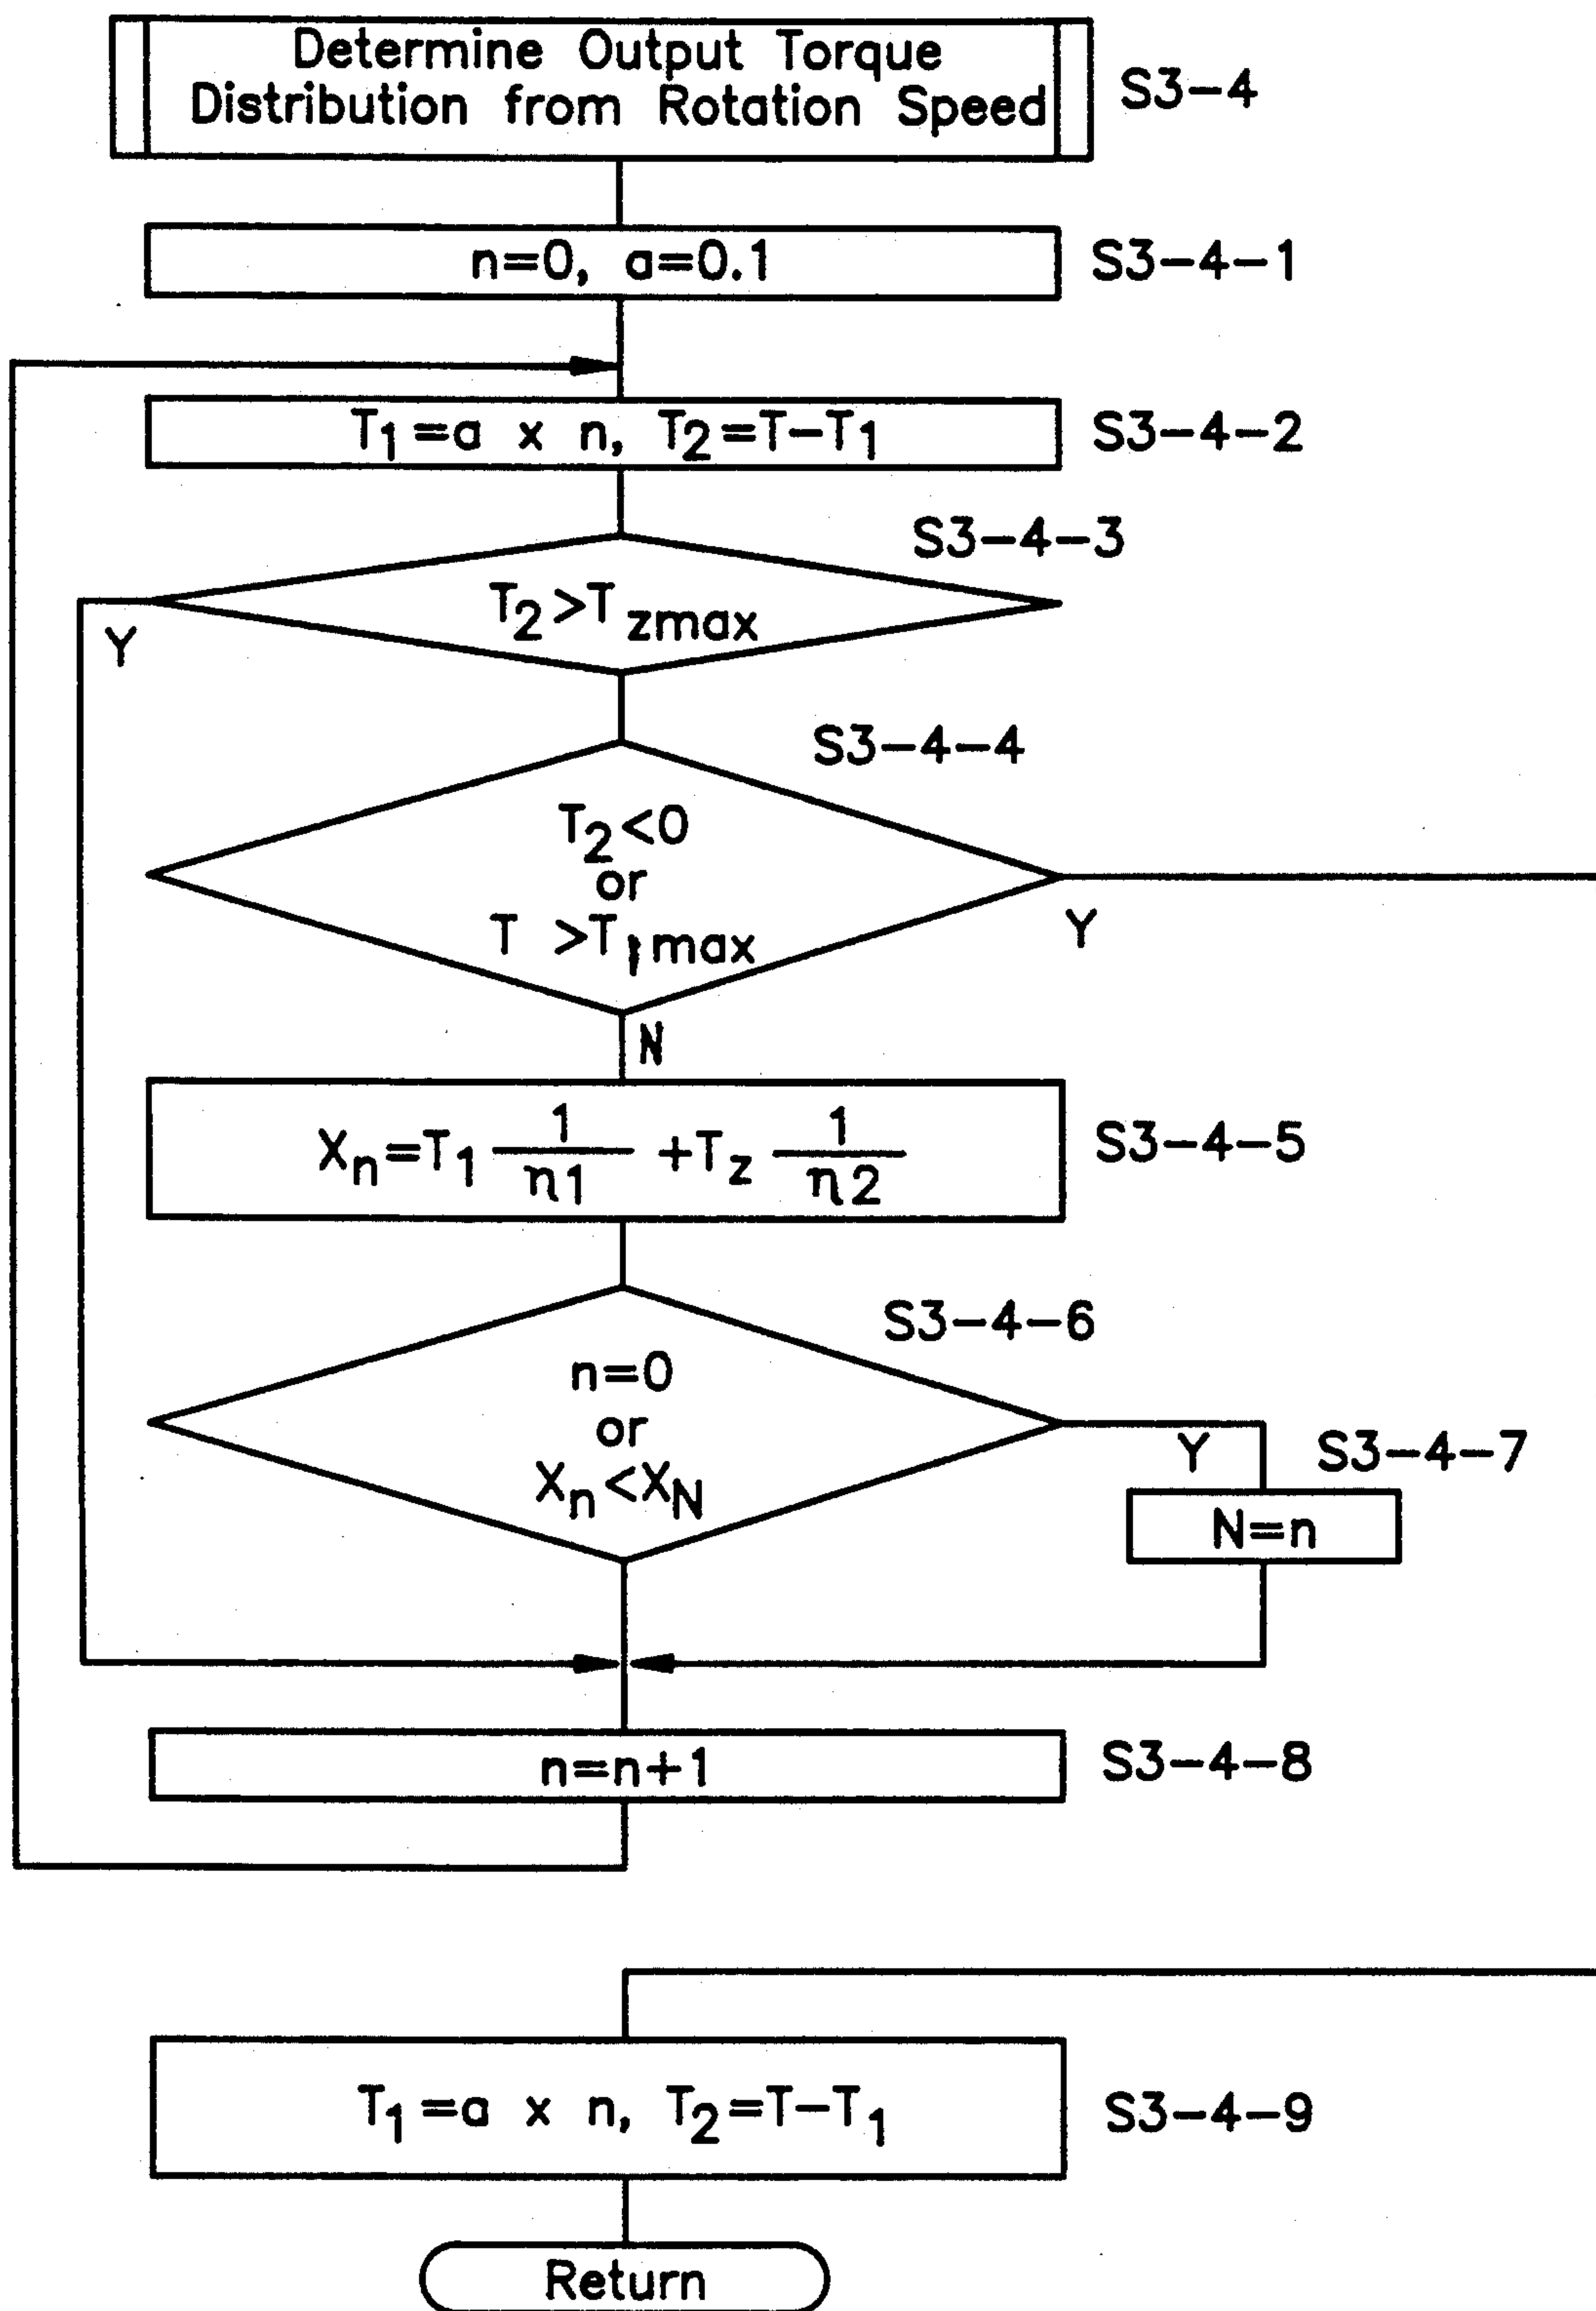 Determine Output Torque
Distribution from Rotation Speed
S3-4
n=0, a=0.1
S3-4-1
T1=a x n, T2=T-T1
S3-4-2
S3-4-3
T2>Tzmax
Y
S3-4-4
T2<0
or
T >T1max
Y
N
Xn=T1 1/η1 +Tz 1/η2
S3-4-5
S3-4-6
n=0
or
Xn<XN
Y
S3-4-7
N=n
n=n+1
S3-4-8
T1=a x n, T2=T-T1
S3-4-9
Return